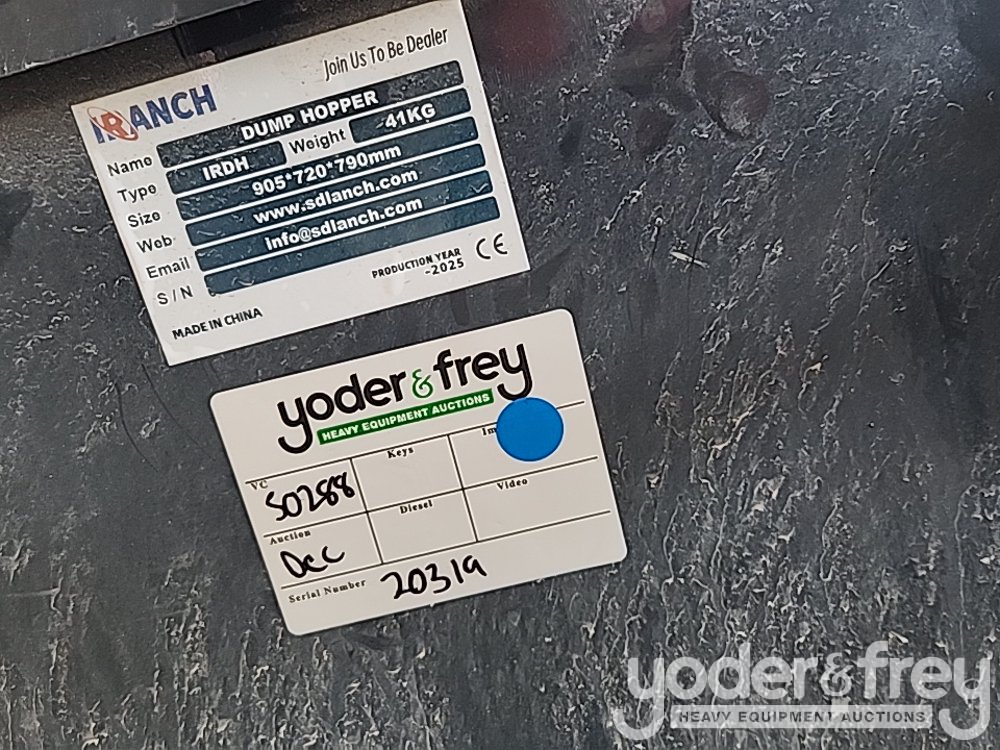 IRANCH Join Us To Be Dealer
Name DUMP HOPPER
Type IRDH Weight 41KG
Size 905*720*790mm
Web www.sdlanch.com
Email info@sdlanch.com
S/N
PRODUCTION YEAR
-2025 CE
MADE IN CHINA
yoder & frey
HEAVY EQUIPMENT AUCTIONS
VC Keys
S0288
Auction Diesel Video
Dec
Serial Number 20319
yoder & frey
HEAVY EQUIPMENT AUCTIONS